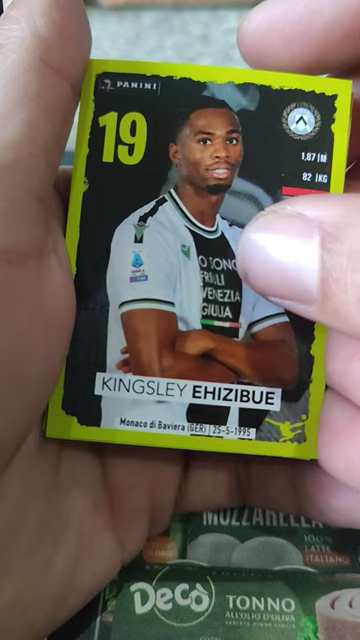 PANINI
19
1,87 | M
82 | KG
IO SONO
FRIULI
VENEZIA
GIULIA
KINGSLEY EHIZIBUE
Monaco di Baviera (GER) | 25-5-1995
MOZZARELLA
100%
LATTE
ITALIANO
Decò
TONNO
ALL'OLIO D'OLIVA